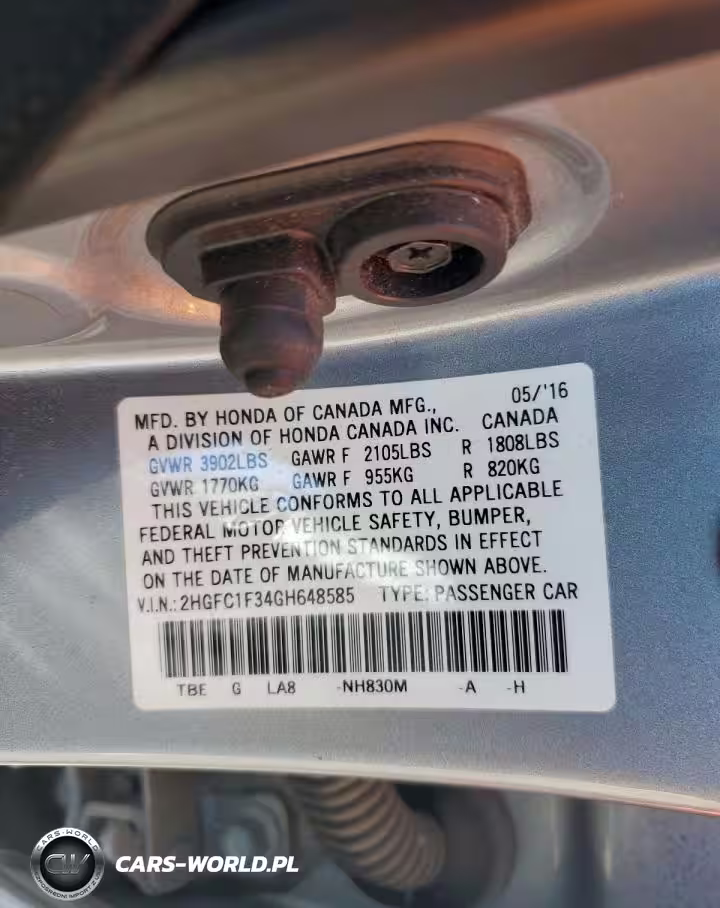 MFD. BY HONDA OF CANADA MFG., 05/'16
A DIVISION OF HONDA CANADA INC. CANADA
GVWR 3902LBS GAWR F 2105LBS R 1808LBS
GVWR 1770KG GAWR F 955KG R 820KG
THIS VEHICLE CONFORMS TO ALL APPLICABLE
FEDERAL MOTOR VEHICLE SAFETY, BUMPER,
AND THEFT PREVENTION STANDARDS IN EFFECT
ON THE DATE OF MANUFACTURE SHOWN ABOVE.
V.I.N.: 2HGFC1F34GH648585 TYPE: PASSENGER CAR
TBE G LA8 -NH830M -A -H
CARS-WORLD
CW
CARS-WORLD.PL